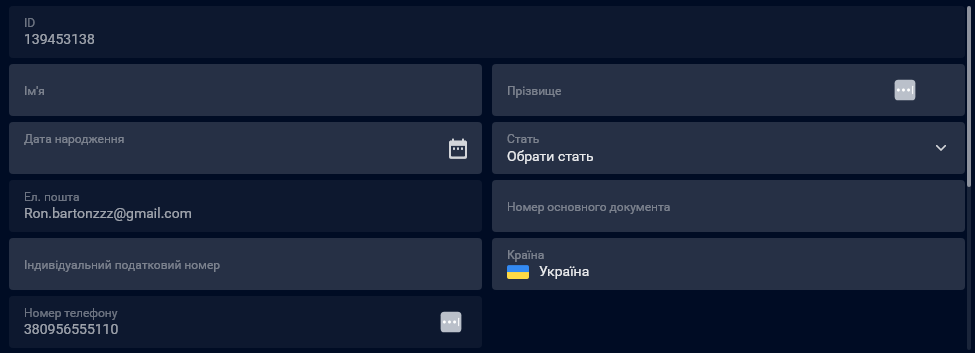 ID
139453138
Ім'я
Прізвище
Дата народження
Стать
Обрати стать
Ел. пошта
Ron.bartonzzz@gmail.com
Номер основного документа
Індивідуальний податковий номер
Країна
Україна
Номер телефону
380956555110